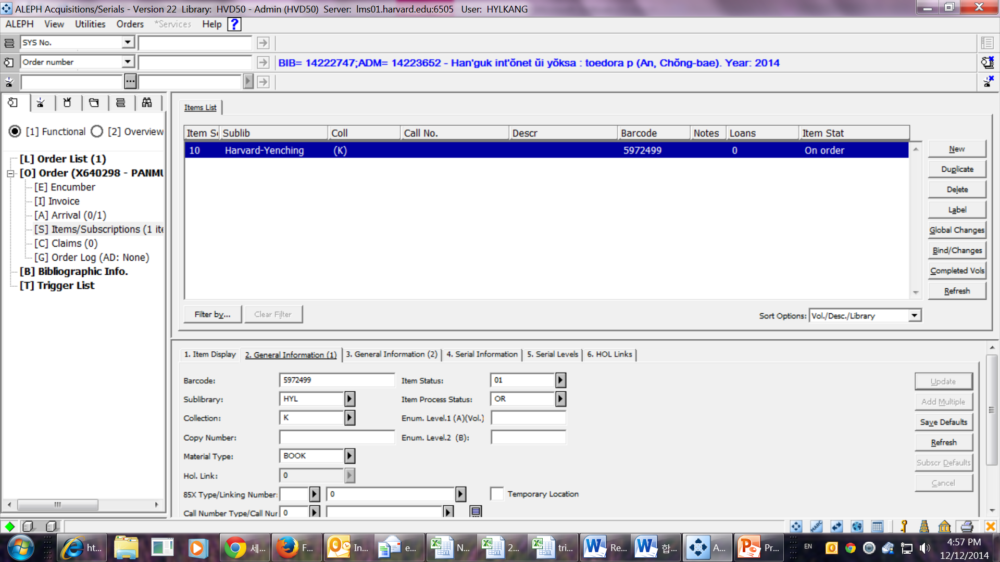 ALEPH Acquisitions/Serials - Version 22 Library: HVD50 - Admin (HVD50) Server: lms01.harvard.edu:6505 User: HYLKANG
ALEPH View Utilities Orders *Services Help ?
SYS No.
Order number
BIB= 14222747;ADM= 14223652 - Han'guk int'ŏnet ŭi yŏksa : toedora p (An, Chŏng-bae). Year: 2014
...
[1] Functional [2] Overview
[L] Order List (1)
[O] Order (X640298 - PANMU
[E] Encumber
[I] Invoice
[A] Arrival (0/1)
[S] Items/Subscriptions (1 ite
[C] Claims (0)
[G] Order Log (AD: None)
[B] Bibliographic Info.
[T] Trigger List
Items List
Item Se Sublib Coll Call No. Descr Barcode Notes Loans Item Stat
10 Harvard-Yenching (K) 5972499 0 On order
New
Duplicate
Delete
Label
Global Changes
Bind/Changes
Completed Vols
Refresh
Filter by... Clear Filter
Sort Options: Vol./Desc./Library
1. Item Display 2. General Information (1) 3. General Information (2) 4. Serial Information 5. Serial Levels 6. HOL Links
Barcode: 5972499 Item Status: 01
Sublibrary: HYL Item Process Status: OR
Collection: K Enum. Level.1 (A)(Vol.)
Copy Number: Enum. Level.2 (B):
Material Type: BOOK
Hol. Link: 0
85X Type/Linking Number: 0 Temporary Location
Call Number Type/Call Nur 0
Update
Add Multiple
Save Defaults
Refresh
Subscr Defaults
Cancel
MARC
ht... 세... F... In... e... N... 2... tri... Re... 합... A... Pr... EN
4:57 PM
12/12/2014